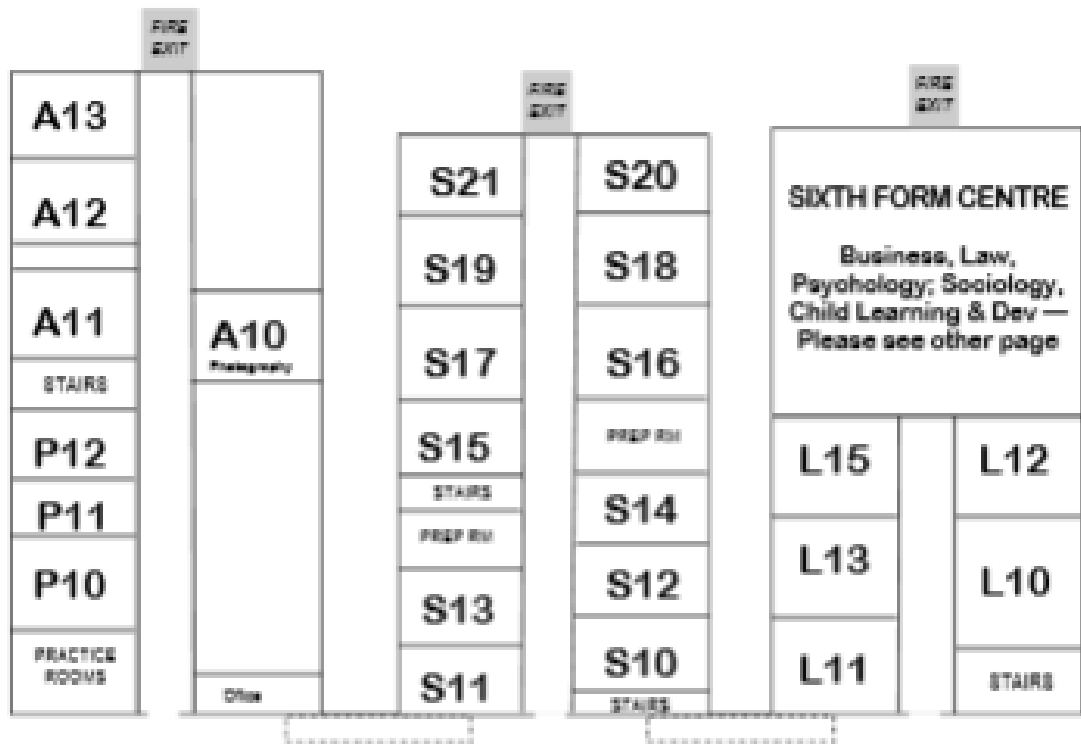 FIRE
EXIT
A13
A12
A11
STAIRS
P12
P11
P10
PRACTICE
ROOMS
A10
Photography
Office
FIRE
EXIT
S21
S19
S17
S15
STAIRS
PREP RM
S13
S11
S20
S18
S16
PREP RM
S14
S12
S10
STAIRS
FIRE
EXIT
SIXTH FORM CENTRE
Business, Law,
Psychology; Sociology,
Child Learning & Dev —
Please see other page
L15
L13
L11
L12
L10
STAIRS